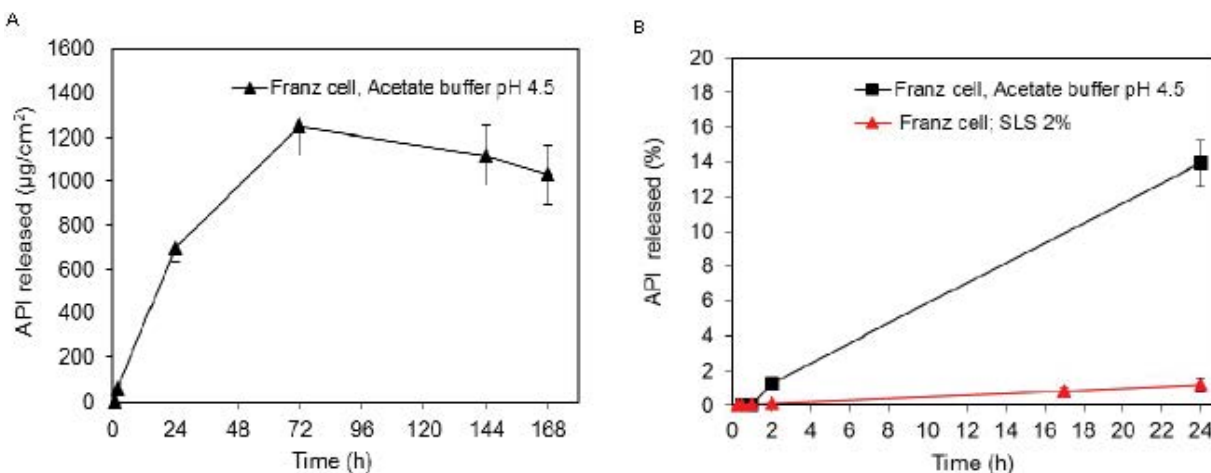 A
1600
1400
1200
1000
800
600
400
200
0
API released (µg/cm²)
Franz cell, Acetate buffer pH 4.5
0 24 48 72 96 120 144 168
Time (h)
B
20
18
16
14
12
10
8
6
4
2
0
API released (%)
Franz cell, Acetate buffer pH 4.5
Franz cell; SLS 2%
0 2 4 6 8 10 12 14 16 18 20 22 24
Time (h)